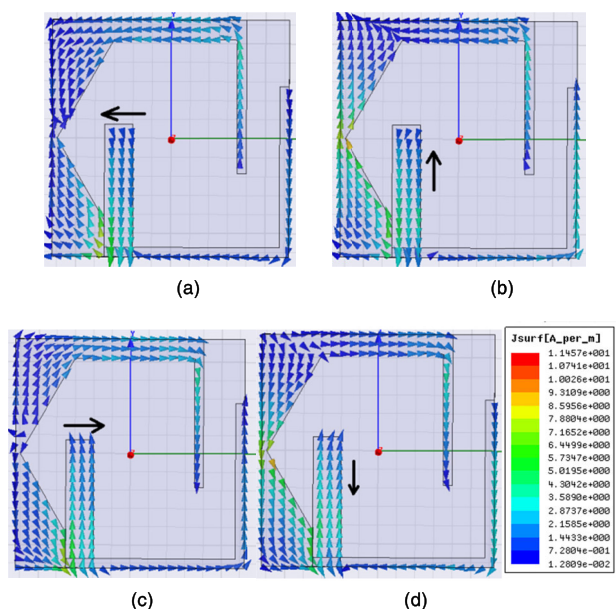 (a)
(b)
(c)
(d)
Jsurf[A_per_m]
1.1457e+001
1.0741e+001
1.0026e+001
9.3109e+000
8.5956e+000
7.8804e+000
7.1652e+000
6.4499e+000
5.7347e+000
5.0195e+000
4.3042e+000
3.5890e+000
2.8737e+000
2.1585e+000
1.4433e+000
7.2804e-001
1.2809e-002